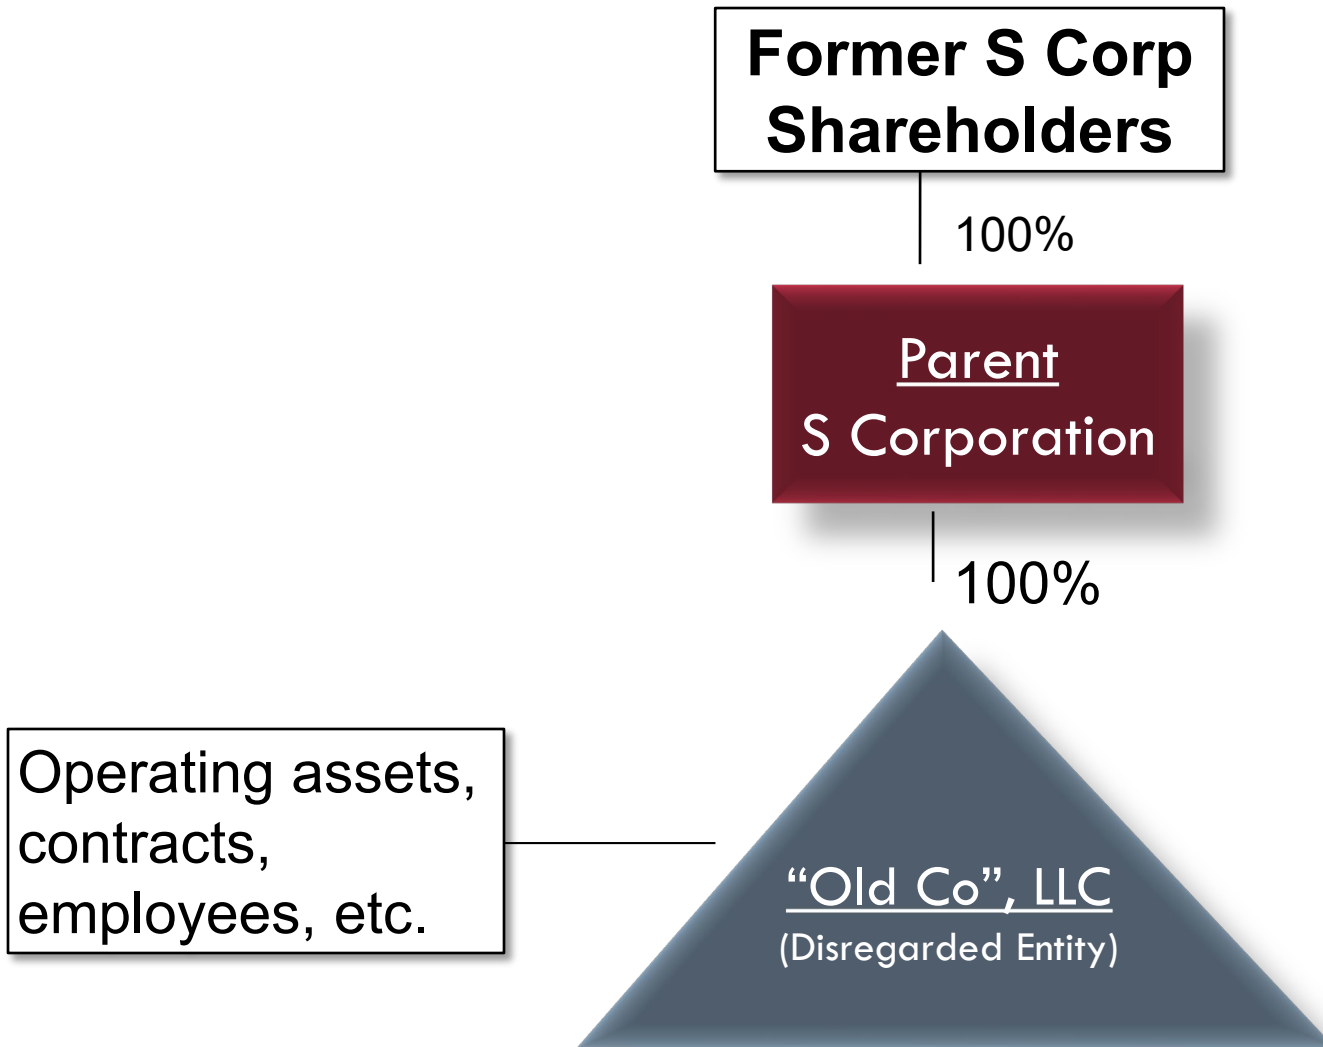 Former S Corp
Shareholders
100%
Parent
S Corporation
100%
Operating assets,
contracts,
employees, etc.
“Old Co”, LLC
(Disregarded Entity)